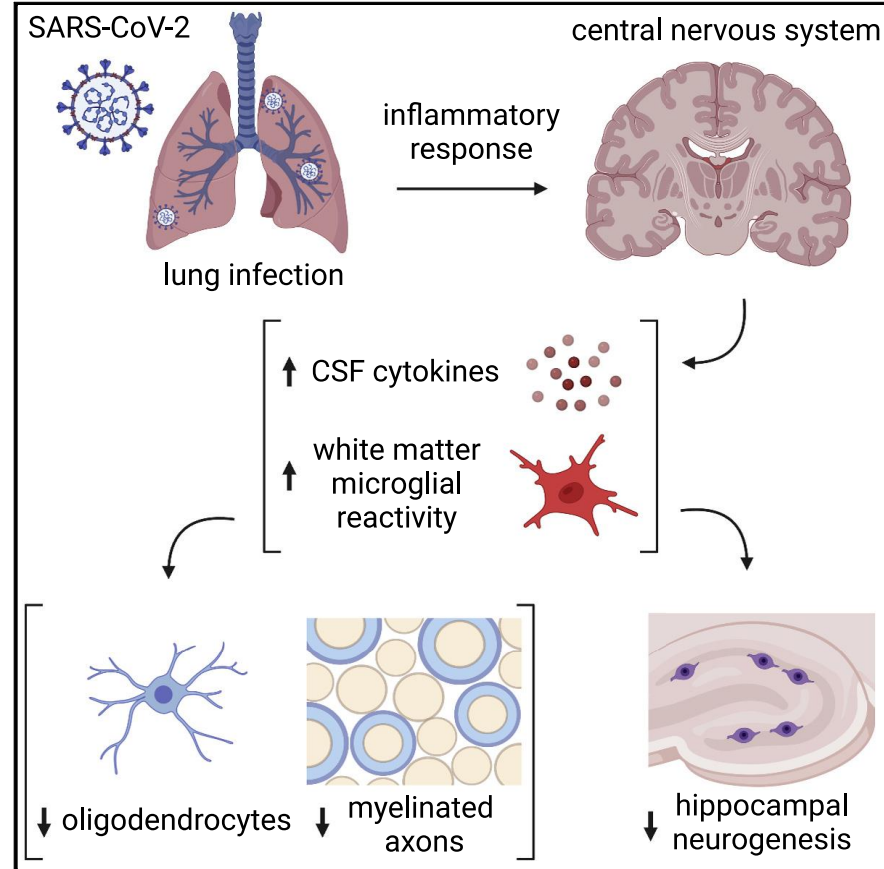 SARS-CoV-2
central nervous system
inflammatory
response
lung infection
CSF cytokines
white matter
microglial
reactivity
oligodendrocytes
myelinated
axons
hippocampal
neurogenesis